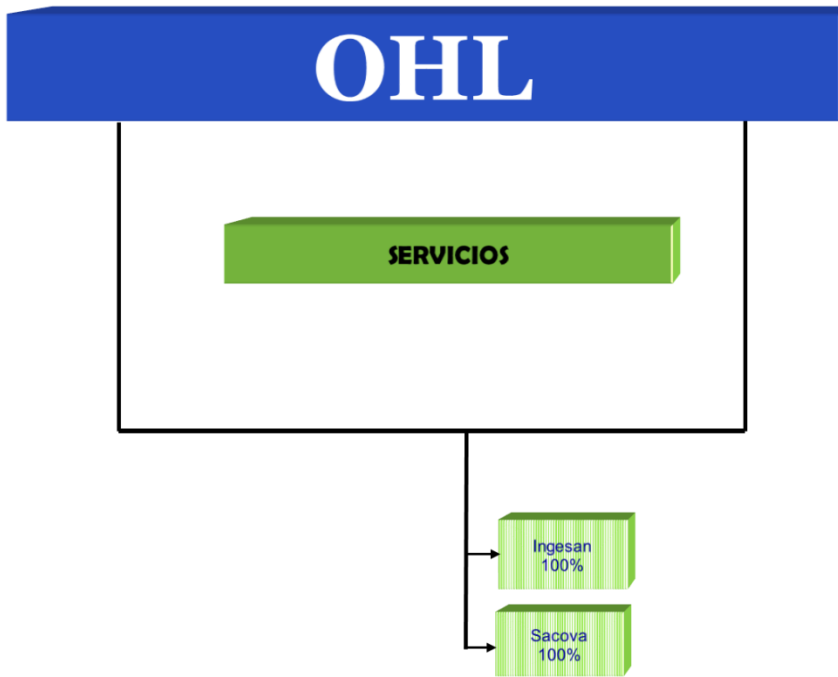 OHL
SERVICIOS
Ingesan
100%
Sacova
100%